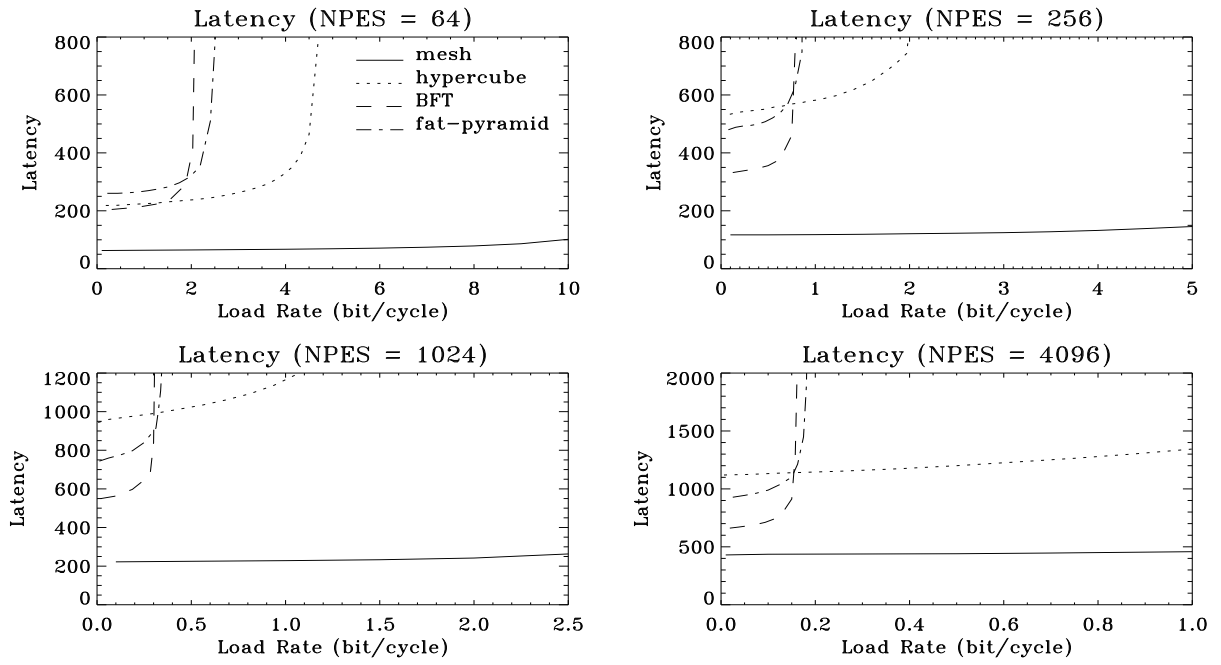 Latency (NPES = 64)
800
600
400
200
0
Latency
mesh
hypercube
BFT
fat-pyramid
0 2 4 6 8 10
Load Rate (bit/cycle)
Latency (NPES = 256)
800
600
400
200
0
Latency
0 1 2 3 4 5
Load Rate (bit/cycle)
Latency (NPES = 1024)
1200
1000
800
600
400
200
0
Latency
0.0 0.5 1.0 1.5 2.0 2.5
Load Rate (bit/cycle)
Latency (NPES = 4096)
2000
1500
1000
500
0
Latency
0.0 0.2 0.4 0.6 0.8 1.0
Load Rate (bit/cycle)